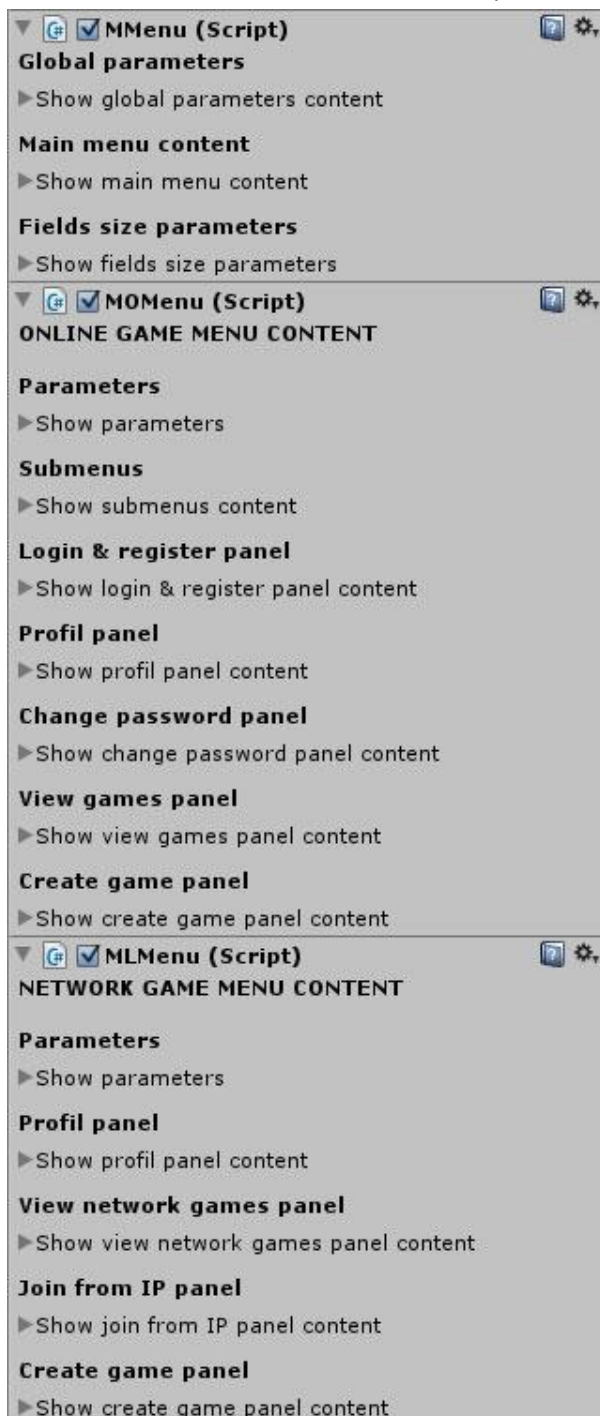 MMenu (Script)
Global parameters
Show global parameters content
Main menu content
Show main menu content
Fields size parameters
Show fields size parameters
MOMenu (Script)
ONLINE GAME MENU CONTENT
Parameters
Show parameters
Submenus
Show submenus content
Login & register panel
Show login & register panel content
Profil panel
Show profil panel content
Change password panel
Show change password panel content
View games panel
Show view games panel content
Create game panel
Show create game panel content
MLMenu (Script)
NETWORK GAME MENU CONTENT
Parameters
Show parameters
Profil panel
Show profil panel content
View network games panel
Show view network games panel content
Join from IP panel
Show join from IP panel content
Create game panel
Show create game panel content